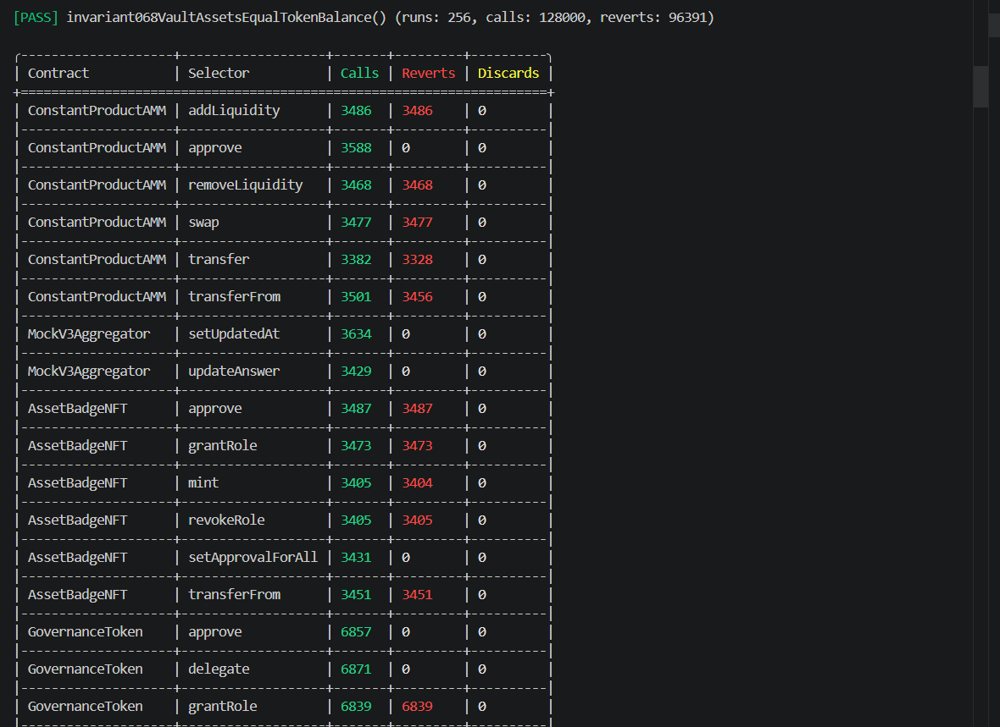 [PASS] invariant068VaultAssetsEqualTokenBalance() (runs: 256, calls: 128000, reverts: 96391)
╭-------------------+------------------+-------+---------+----------╮
| Contract | Selector | Calls | Reverts | Discards |
+=====================================================================+
| ConstantProductAMM | addLiquidity | 3486 | 3486 | 0 |
|-------------------+------------------+-------+---------+----------|
| ConstantProductAMM | approve | 3588 | 0 | 0 |
|-------------------+------------------+-------+---------+----------|
| ConstantProductAMM | removeLiquidity | 3468 | 3468 | 0 |
|-------------------+------------------+-------+---------+----------|
| ConstantProductAMM | swap | 3477 | 3477 | 0 |
|-------------------+------------------+-------+---------+----------|
| ConstantProductAMM | transfer | 3382 | 3328 | 0 |
|-------------------+------------------+-------+---------+----------|
| ConstantProductAMM | transferFrom | 3501 | 3456 | 0 |
|-------------------+------------------+-------+---------+----------|
| MockV3Aggregator | setUpdatedAt | 3634 | 0 | 0 |
|-------------------+------------------+-------+---------+----------|
| MockV3Aggregator | updateAnswer | 3429 | 0 | 0 |
|-------------------+------------------+-------+---------+----------|
| AssetBadgeNFT | approve | 3487 | 3487 | 0 |
|-------------------+------------------+-------+---------+----------|
| AssetBadgeNFT | grantRole | 3473 | 3473 | 0 |
|-------------------+------------------+-------+---------+----------|
| AssetBadgeNFT | mint | 3405 | 3404 | 0 |
|-------------------+------------------+-------+---------+----------|
| AssetBadgeNFT | revokeRole | 3405 | 3405 | 0 |
|-------------------+------------------+-------+---------+----------|
| AssetBadgeNFT | setApprovalForAll | 3431 | 0 | 0 |
|-------------------+------------------+-------+---------+----------|
| AssetBadgeNFT | transferFrom | 3451 | 3451 | 0 |
|-------------------+------------------+-------+---------+----------|
| GovernanceToken | approve | 6857 | 0 | 0 |
|-------------------+------------------+-------+---------+----------|
| GovernanceToken | delegate | 6871 | 0 | 0 |
|-------------------+------------------+-------+---------+----------|
| GovernanceToken | grantRole | 6839 | 6839 | 0 |
|-------------------+------------------+-------+---------+----------|